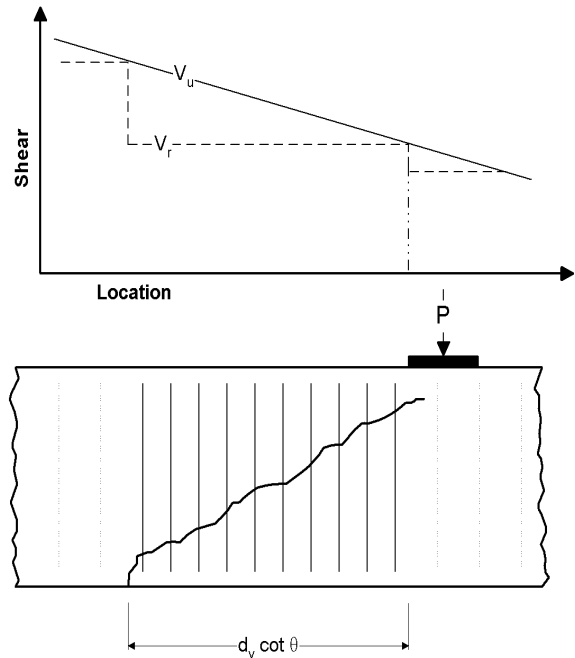 Shear
V_u
V_r
Location
P
d_v cot θ